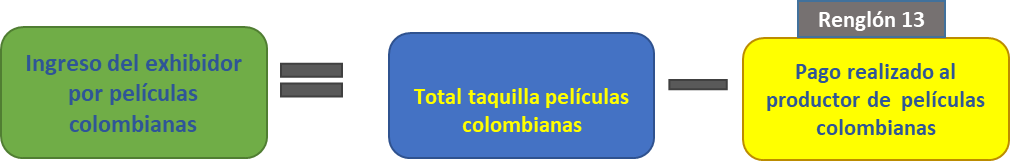 Ingreso del exhibidor
por películas
colombianas
Total taquilla películas
colombianas
Renglón 13
Pago realizado al
productor de películas
colombianas